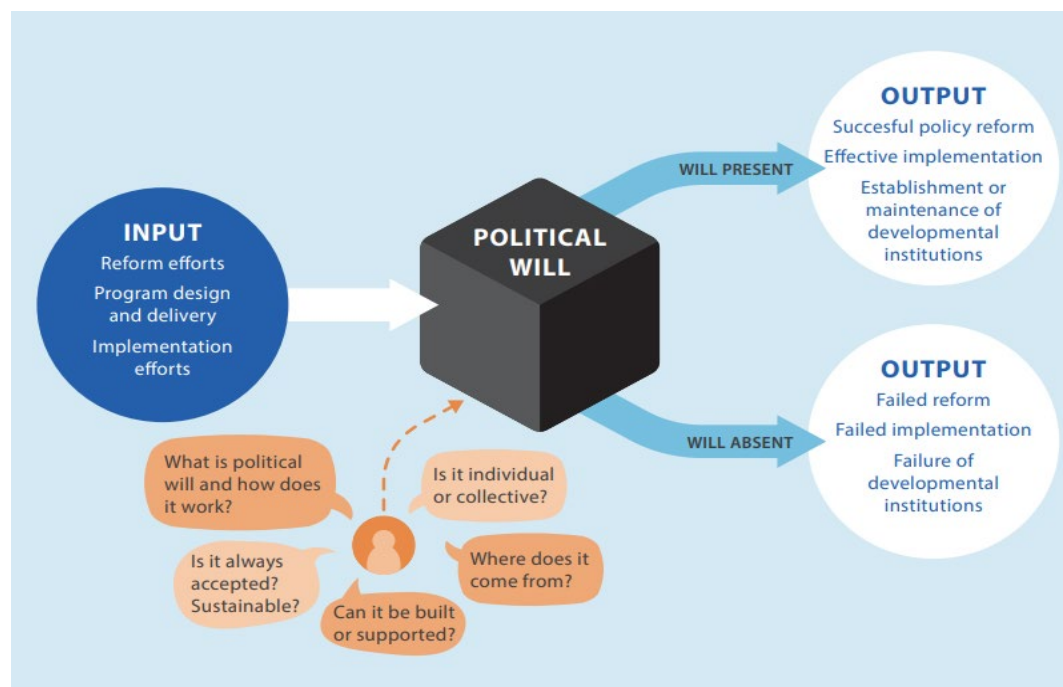 INPUT
Reform efforts
Program design
and delivery
Implementation
efforts
POLITICAL
WILL
WILL PRESENT
OUTPUT
Succesful policy reform
Effective implementation
Establishment or
maintenance of
developmental
institutions
WILL ABSENT
OUTPUT
Failed reform
Failed implementation
Failure of
developmental
institutions
What is political
will and how does
it work?
Is it individual
or collective?
Is it always
accepted?
Sustainable?
Where does it
come from?
Can it be built
or supported?